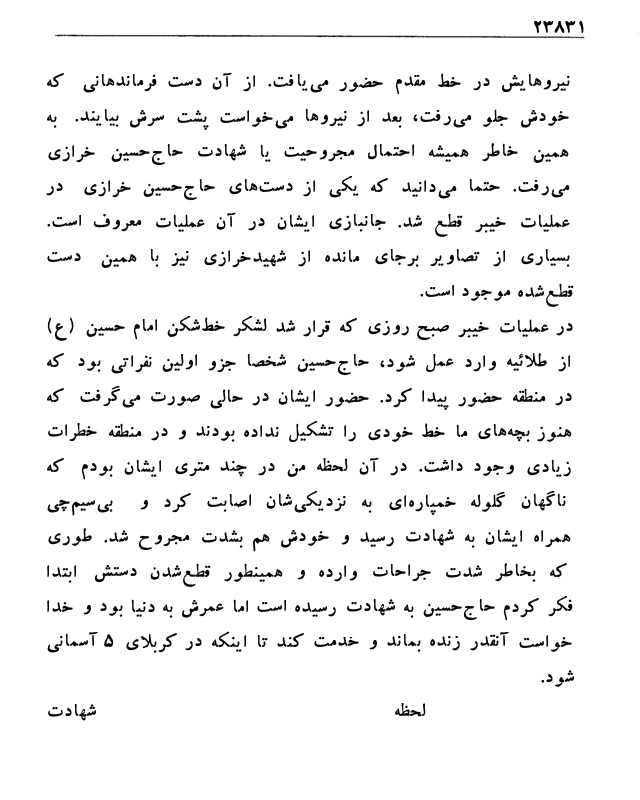 ۲۳۸۳۱
نیروهایش در خط مقدم حضور می‌یافت. از آن دست فرماندهانی که
خودش جلو می‌رفت، بعد از نیروها می‌خواست پشت سرش بیایند. به
همین خاطر همیشه احتمال مجروحیت یا شهادت حاج‌حسین خرازی
می‌رفت. حتما می‌دانید که یکی از دست‌های حاج‌حسین خرازی در
عملیات خیبر قطع شد. جانبازی ایشان در آن عملیات معروف است.
بسیاری از تصاویر برجای مانده از شهیدخرازی نیز با همین دست
قطع‌شده موجود است.
در عملیات خیبر صبح روزی که قرار شد لشکر خط‌شکن امام حسین (ع)
از طلائیه وارد عمل شود، حاج‌حسین شخصا جزو اولین نفراتی بود که
در منطقه حضور پیدا کرد. حضور ایشان در حالی صورت می‌گرفت که
هنوز بچه‌های ما خط خودی را تشکیل نداده بودند و در منطقه خطرات
زیادی وجود داشت. در آن لحظه من در چند متری ایشان بودم که
ناگهان گلوله خمپاره‌ای به نزدیکی‌شان اصابت کرد و بی‌سیم‌چی
همراه ایشان به شهادت رسید و خودش هم بشدت مجروح شد. طوری
که بخاطر شدت جراحات وارده و همینطور قطع‌شدن دستش ابتدا
فکر کردم حاج‌حسین به شهادت رسیده است اما عمرش به دنیا بود و خدا
خواست آنقدر زنده بماند و خدمت کند تا اینکه در کربلای ۵ آسمانی
شود.
لحظه شهادت